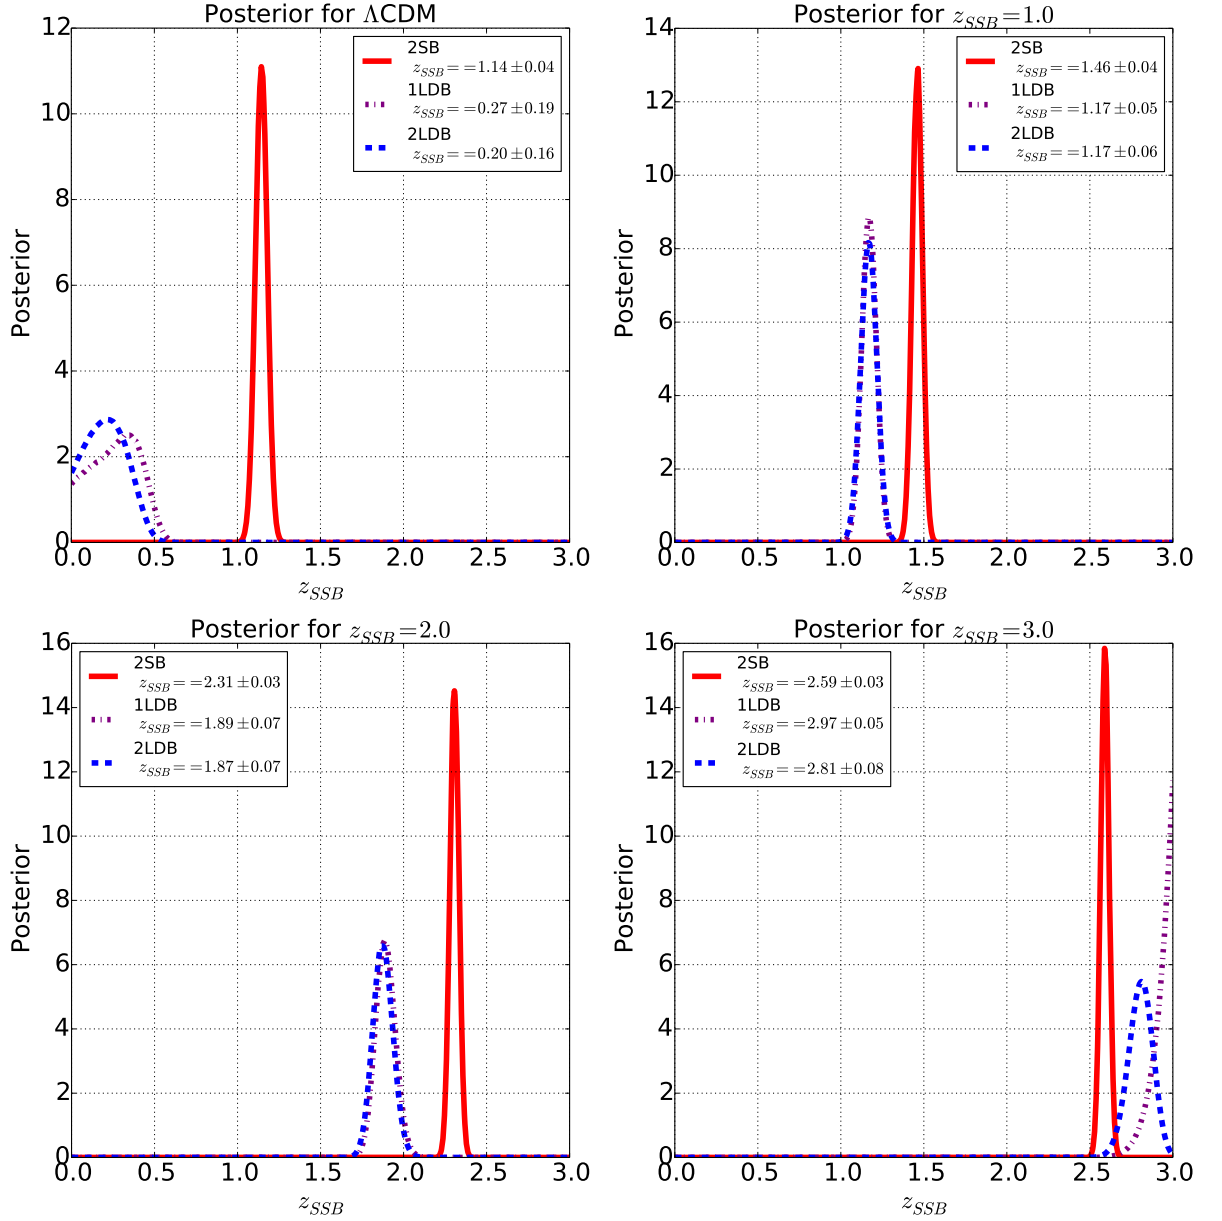 Posterior for ΛCDM
12
10
8
6
4
2
0
Posterior
2SB
z_SSB==1.14±0.04
1LDB
z_SSB==0.27±0.19
2LDB
z_SSB==0.20±0.16
0.0 0.5 1.0 1.5 2.0 2.5 3.0
z_SSB
Posterior for z_SSB=1.0
14
12
10
8
6
4
2
0
Posterior
2SB
z_SSB==1.46±0.04
1LDB
z_SSB==1.17±0.05
2LDB
z_SSB==1.17±0.06
0.0 0.5 1.0 1.5 2.0 2.5 3.0
z_SSB
Posterior for z_SSB=2.0
16
14
12
10
8
6
4
2
0
Posterior
2SB
z_SSB==2.31±0.03
1LDB
z_SSB==1.89±0.07
2LDB
z_SSB==1.87±0.07
0.0 0.5 1.0 1.5 2.0 2.5 3.0
z_SSB
Posterior for z_SSB=3.0
16
14
12
10
8
6
4
2
0
Posterior
2SB
z_SSB==2.59±0.03
1LDB
z_SSB==2.97±0.05
2LDB
z_SSB==2.81±0.08
0.0 0.5 1.0 1.5 2.0 2.5 3.0
z_SSB